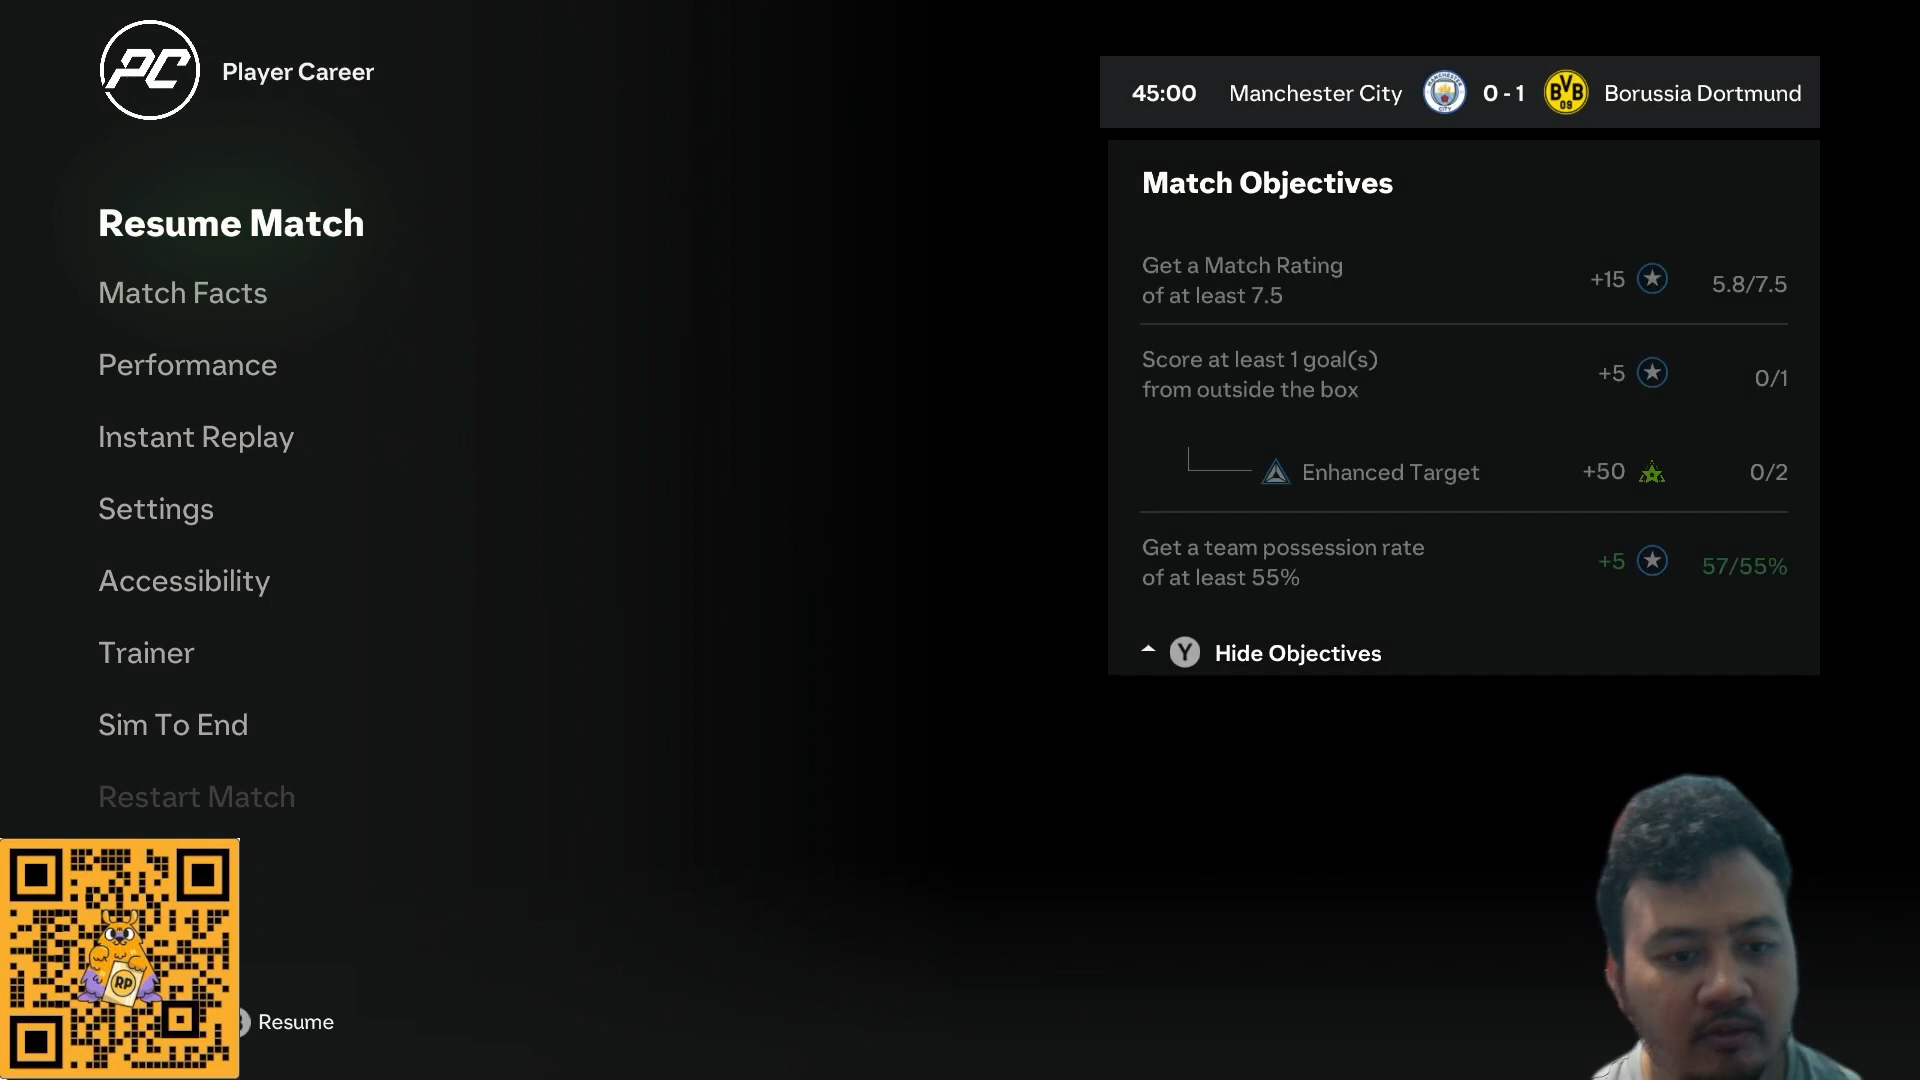 PC
Player Career
45:00 Manchester City 0 - 1 BVB 09 Borussia Dortmund
Resume Match
Match Facts
Performance
Instant Replay
Settings
Accessibility
Trainer
Sim To End
Restart Match
Match Objectives
Get a Match Rating
of at least 7.5
+15 5.8/7.5
Score at least 1 goal(s)
from outside the box
+5 0/1
Enhanced Target +50 0/2
Get a team possession rate
of at least 55%
+5 57/55%
Y Hide Objectives
RP
Resume